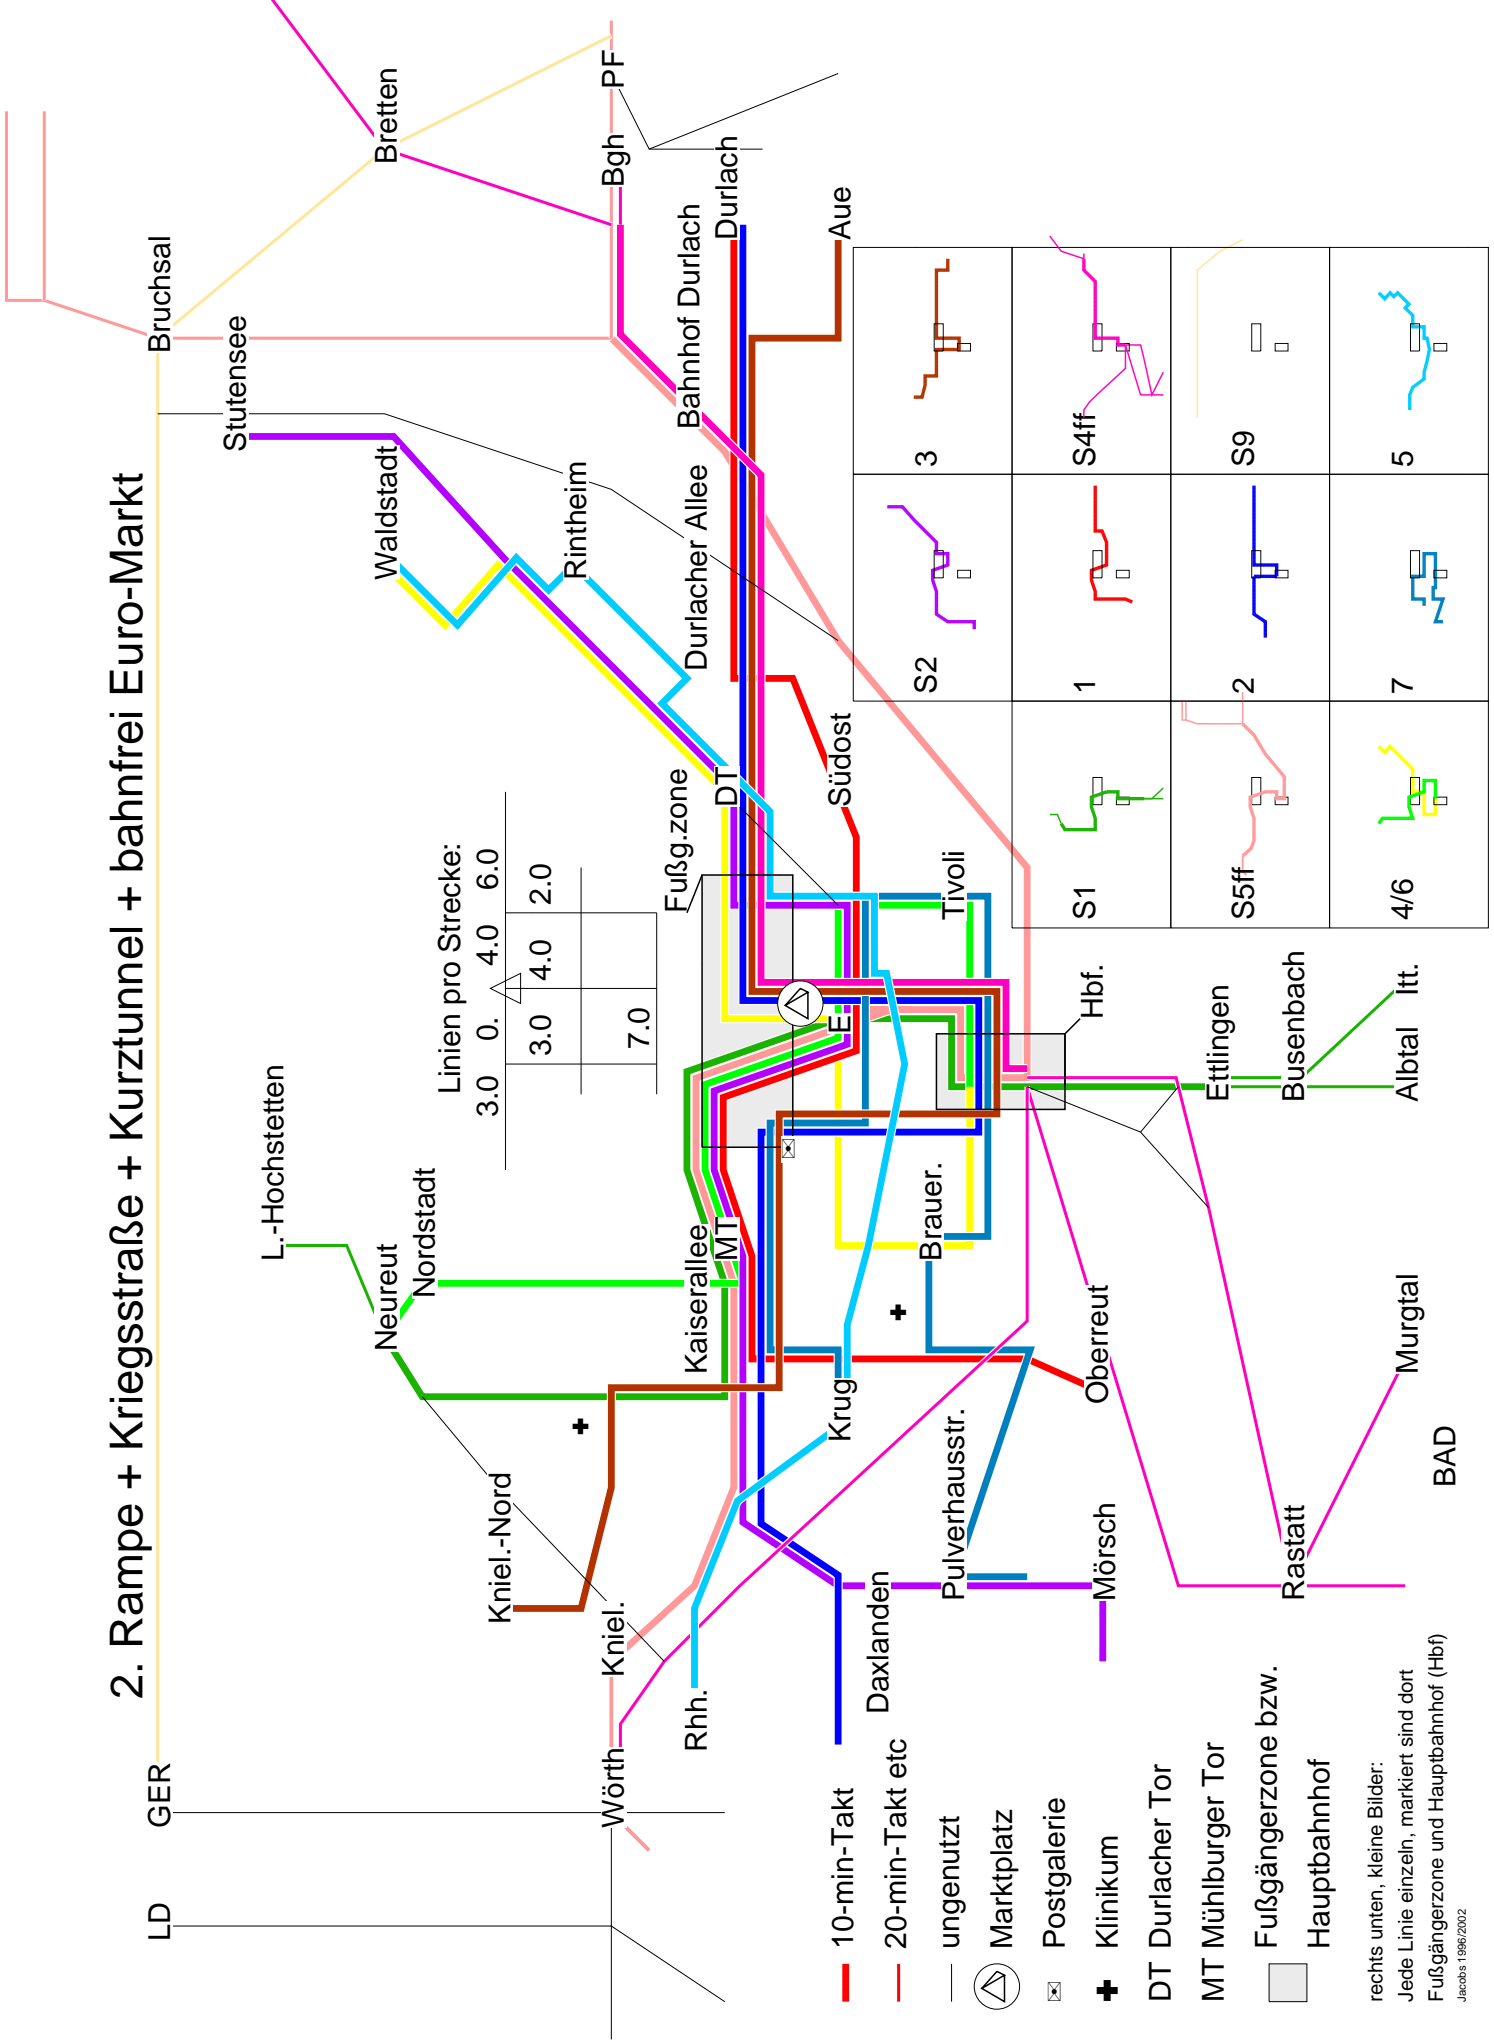 2. Rampe + Kriegsstraße + Kurztunnel + bahnfrei Euro-Markt
LD
GER
Bruchsal
Stutensee
L.-Hochstetten
Neureut
Nordstadt
Waldstadt
Bretten
Linien pro Strecke:
3.0 0. 4.0 6.0
3.0 4.0 2.0
7.0
Kniel.-Nord
Rintheim
Wörth
Kniel.
Bgh
PF
Rhh.
Kaiserallee
Fußg.zone
Durlacher Allee
Bahnhof Durlach
MT
DT
Durlach
Krug
E
Südost
Aue
Daxlanden
Pulverhausstr.
Brauer.
Tivoli
Mörsch
Oberreut
Hbf.
Ettlingen
Rastatt
Busenbach
Murgtal
Albtal
Itt.
BAD
10-min-Takt
20-min-Takt etc
ungenutzt
Marktplatz
Postgalerie
Klinikum
DT Durlacher Tor
MT Mühlburger Tor
Fußgängerzone bzw.
Hauptbahnhof
rechts unten, kleine Bilder:
Jede Linie einzeln, markiert sind dort
Fußgängerzone und Hauptbahnhof (Hbf)
Jacobs 1996/2002
S2
3
S1
1
S4ff
S5ff
2
S9
4/6
7
5